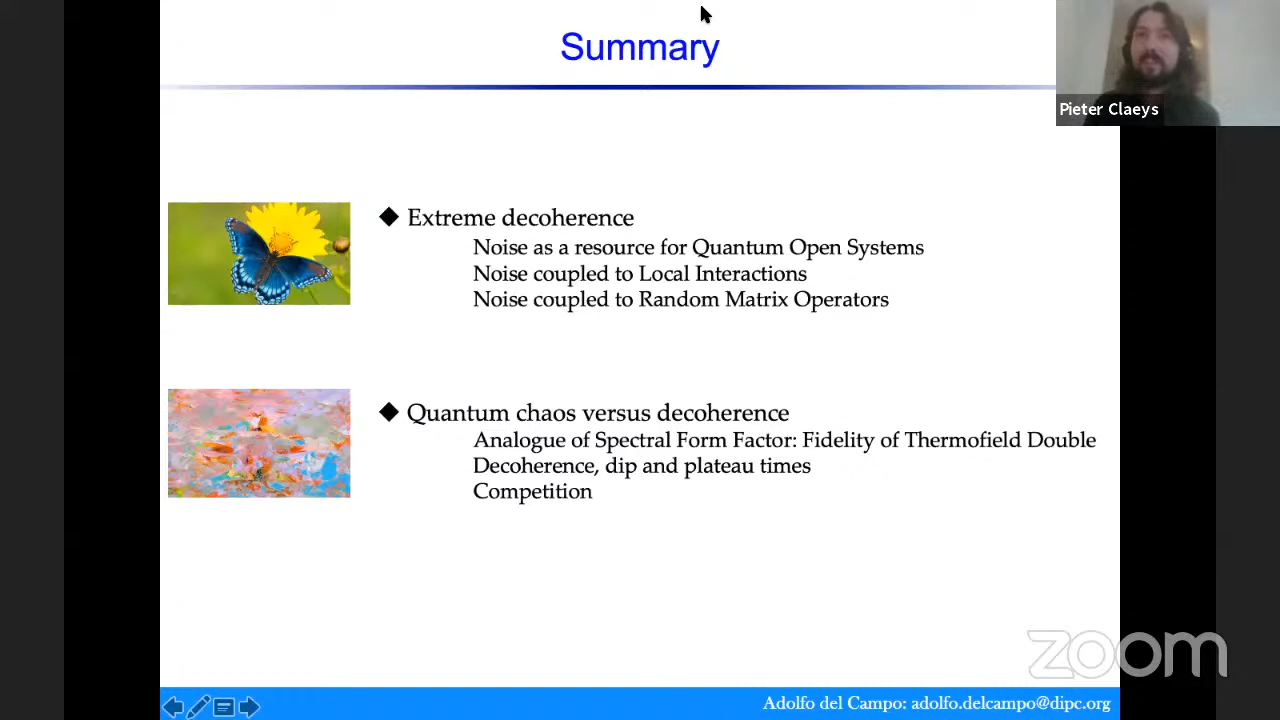 Summary
Pieter Claeys
Extreme decoherence
Noise as a resource for Quantum Open Systems
Noise coupled to Local Interactions
Noise coupled to Random Matrix Operators
Quantum chaos versus decoherence
Analogue of Spectral Form Factor: Fidelity of Thermofield Double
Decoherence, dip and plateau times
Competition
zoom
Adolfo del Campo: adolfo.delcampo@dipc.org